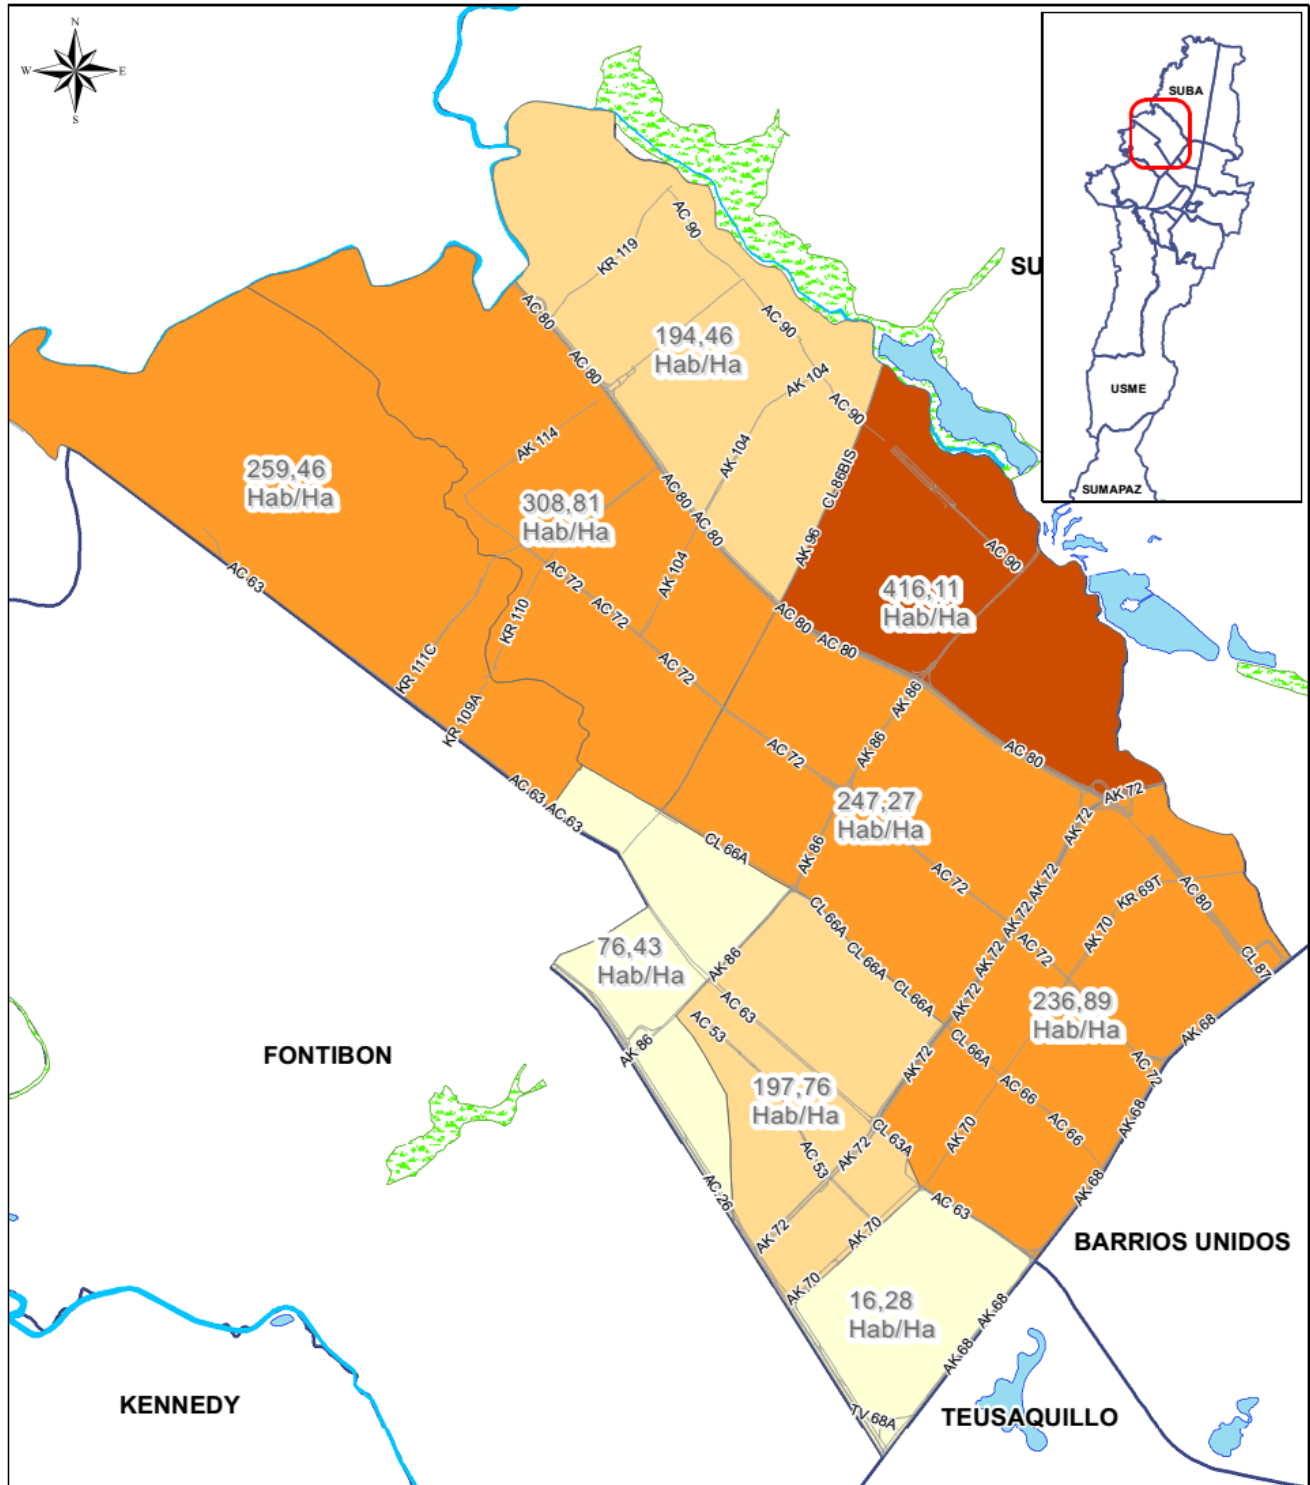 N
W
E
S
SUBA
USME
SUMAPAZ
SU
AC 90
KR 119
AC 80
AC 90
194,46
Hab/Ha
AC 80
AK 104
AC 90
AK 114
AK 104
CL 86BIS
259,46
Hab/Ha
AC 80
308,81
Hab/Ha
AC 80
AK 96
AC 90
AC 63
AK 104
AC 72
416,11
Hab/Ha
AC 72
KR 110
AC 80
AC 80
KR 111C
AC 72
AK 86
KR 109A
AK 86
AC 72
AC 80
AC 63
AC 63
AK 72
247,27
Hab/Ha
AK 72
CL 66A
AK 86
AC 72
AK 72
KR 69T
AC 80
CL 66A
AK 72
AK 70
AC 72
76,43
Hab/Ha
CL 66A
AK 72
CL 87
AK 86
CL 66A
AK 72
236,89
Hab/Ha
AC 63
AC 53
AK 68
AK 86
CL 66A
FONTIBON
AK 72
AC 72
197,76
Hab/Ha
AC 66
AK 68
AC 66
CL 63A
AK 70
AK 72
AC 53
AC 26
AK 68
AC 63
AK 72
AK 70
BARRIOS UNIDOS
AK 70
16,28
Hab/Ha
AK 68
AK 68
KENNEDY
TV 68A
TEUSAQUILLO